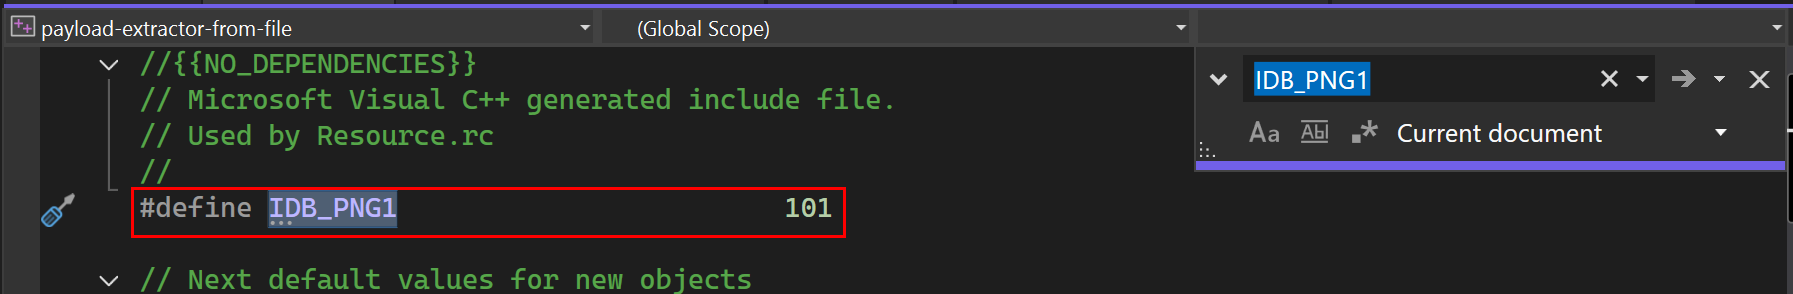 payload-extractor-from-file
(Global Scope)
//{{NO_DEPENDENCIES}}
// Microsoft Visual C++ generated include file.
// Used by Resource.rc
//
#define IDB_PNG1 101
// Next default values for new objects
IDB_PNG1
Aa Abl .* Current document